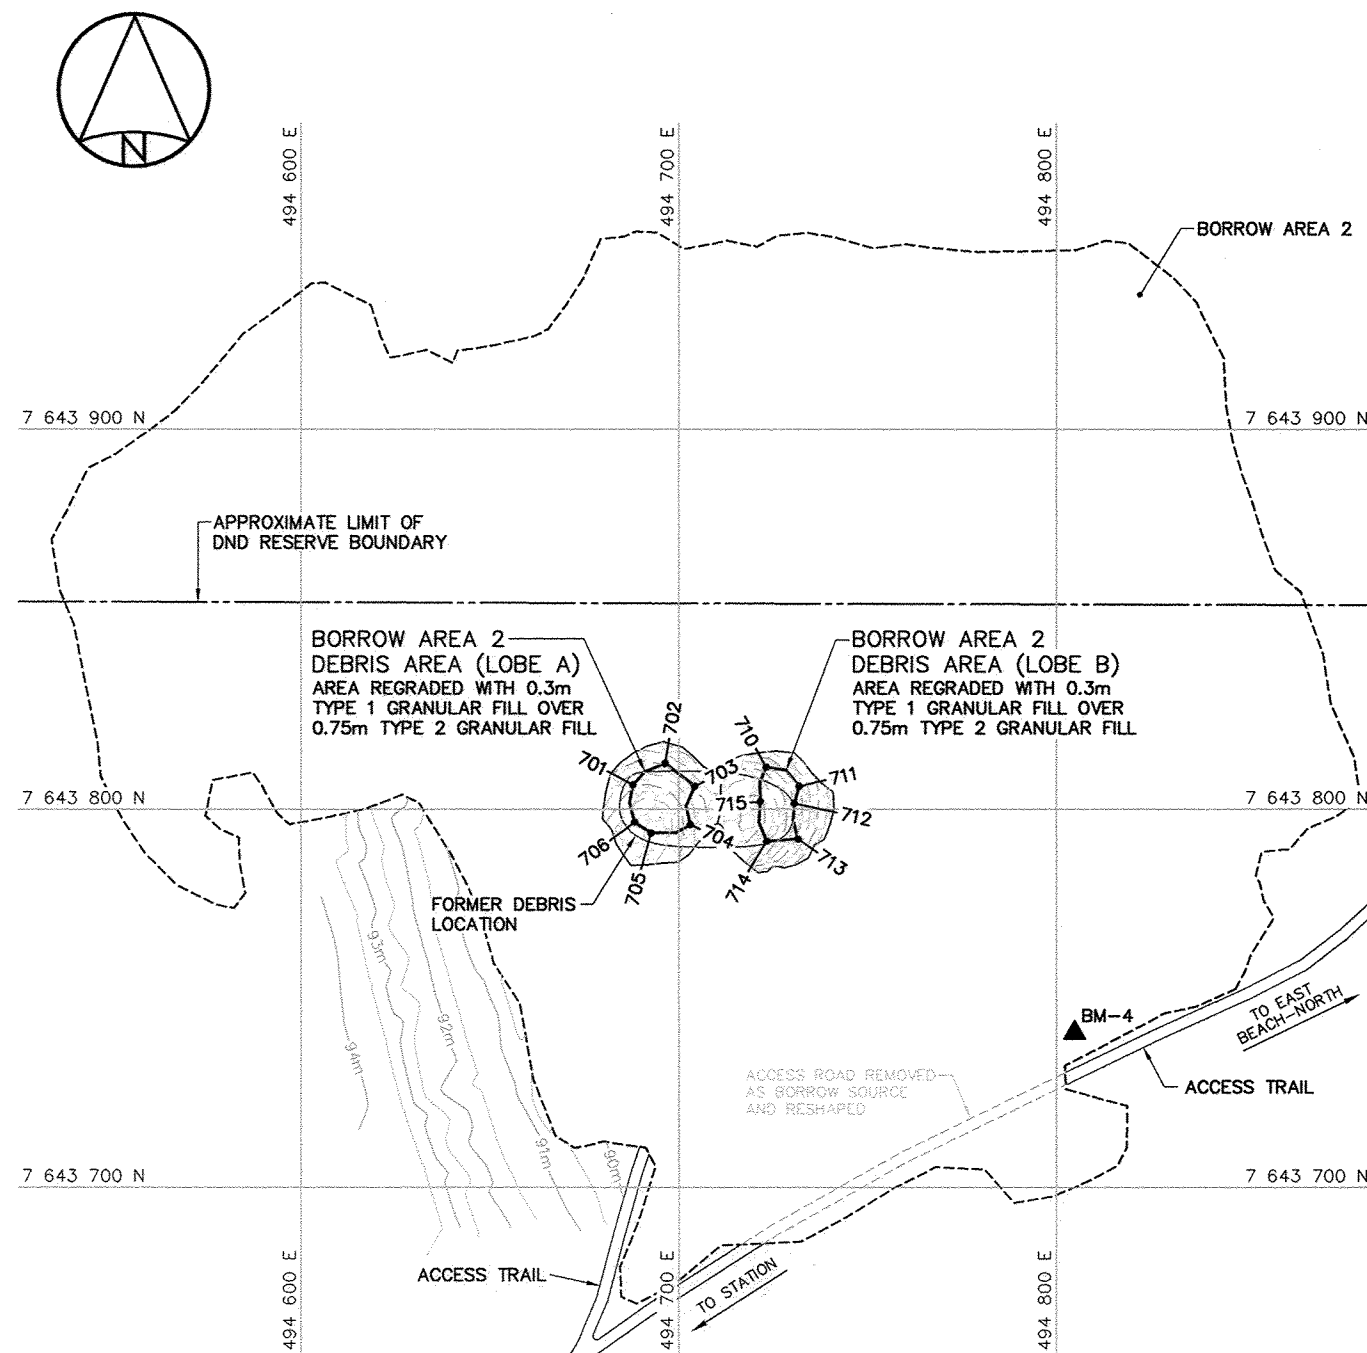 N
494 600 E
494 700 E
494 800 E
BORROW AREA 2
7 643 900 N
7 643 900 N
APPROXIMATE LIMIT OF
DND RESERVE BOUNDARY
BORROW AREA 2
DEBRIS AREA (LOBE A)
AREA REGRADED WITH 0.3m
TYPE 1 GRANULAR FILL OVER
0.75m TYPE 2 GRANULAR FILL
BORROW AREA 2
DEBRIS AREA (LOBE B)
AREA REGRADED WITH 0.3m
TYPE 1 GRANULAR FILL OVER
0.75m TYPE 2 GRANULAR FILL
702
710
701
703
711
7 643 800 N
715
712
7 643 800 N
706
704
713
705
714
FORMER DEBRIS
LOCATION
93m
92m
94m
91m
90m
BM-4
TO EAST
BEACH-NORTH
ACCESS ROAD REMOVED
AS BORROW SOURCE
AND RESHAPED
ACCESS TRAIL
7 643 700 N
7 643 700 N
ACCESS TRAIL
TO STATION
494 600 E
494 700 E
494 800 E